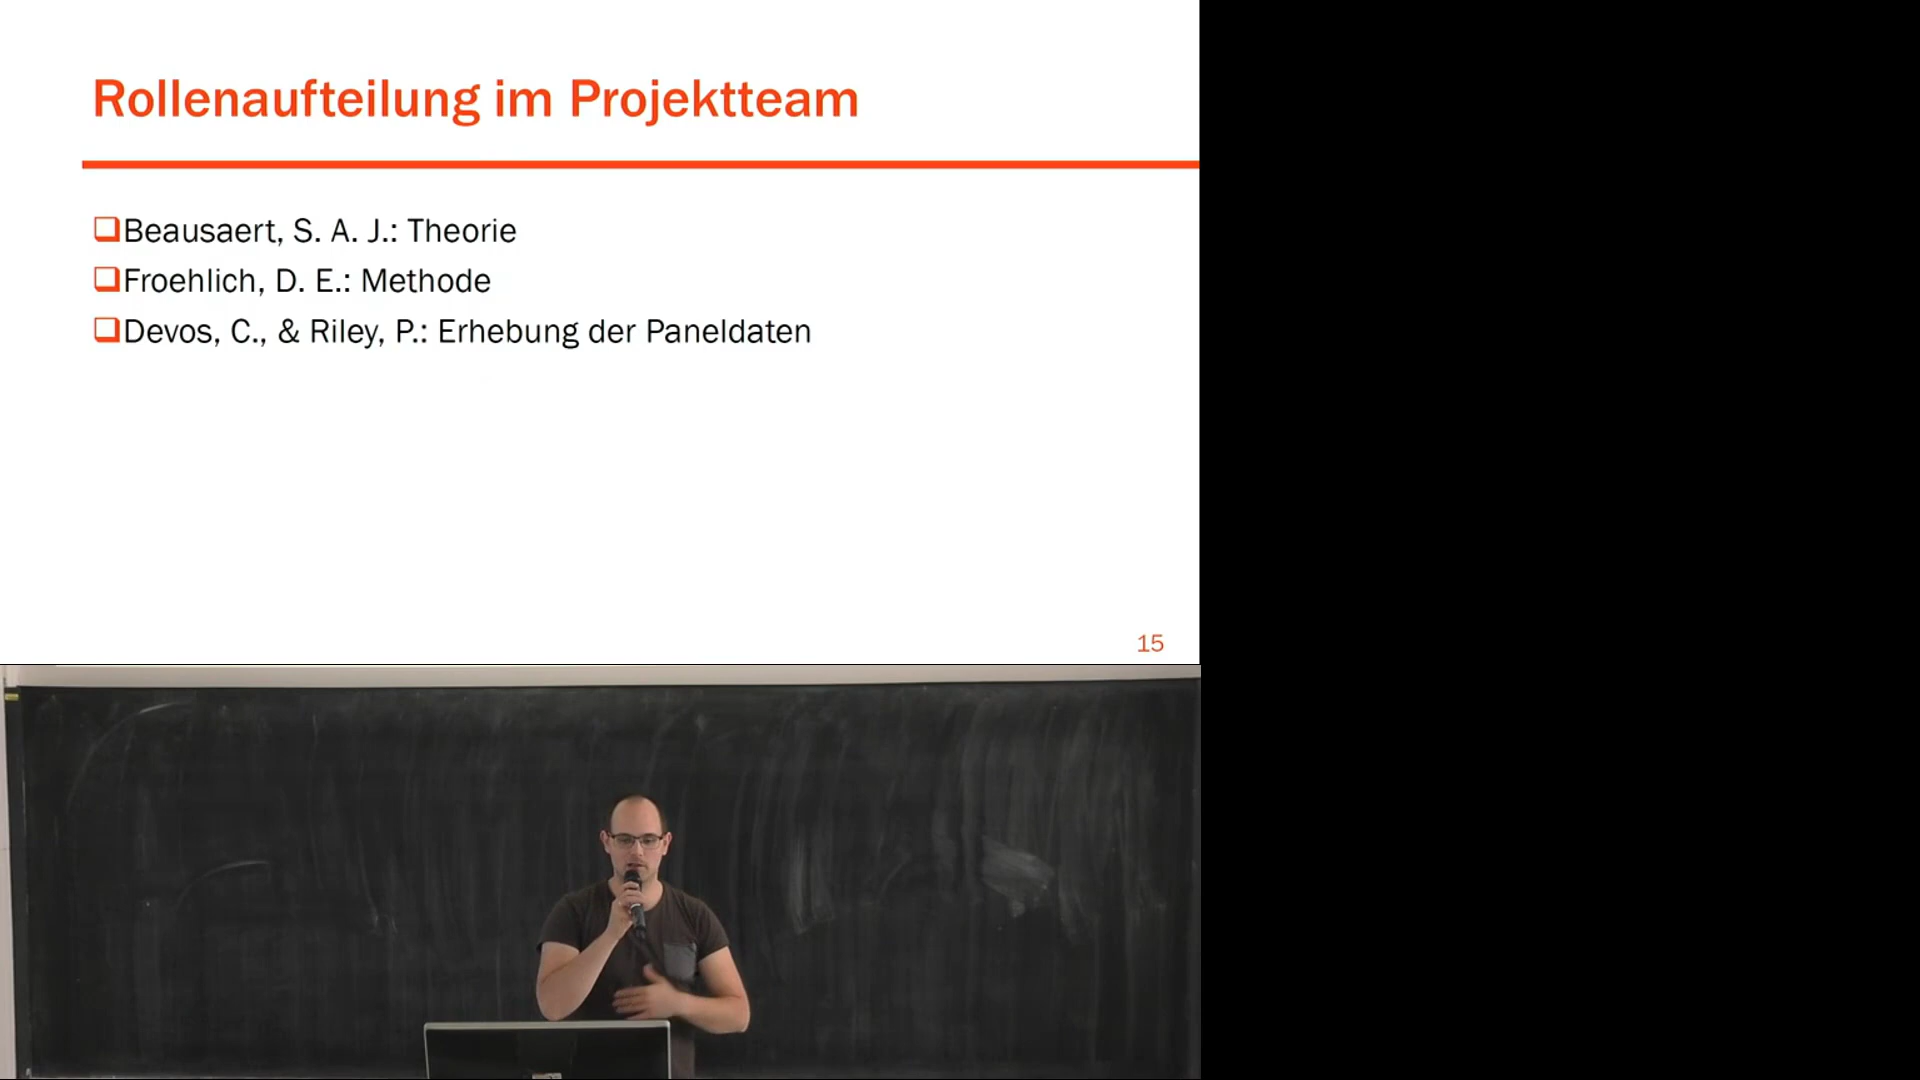 Rollenaufteilung im Projektteam
Beausaert, S. A. J.: Theorie
Froehlich, D. E.: Methode
Devos, C., & Riley, P.: Erhebung der Paneldaten
15